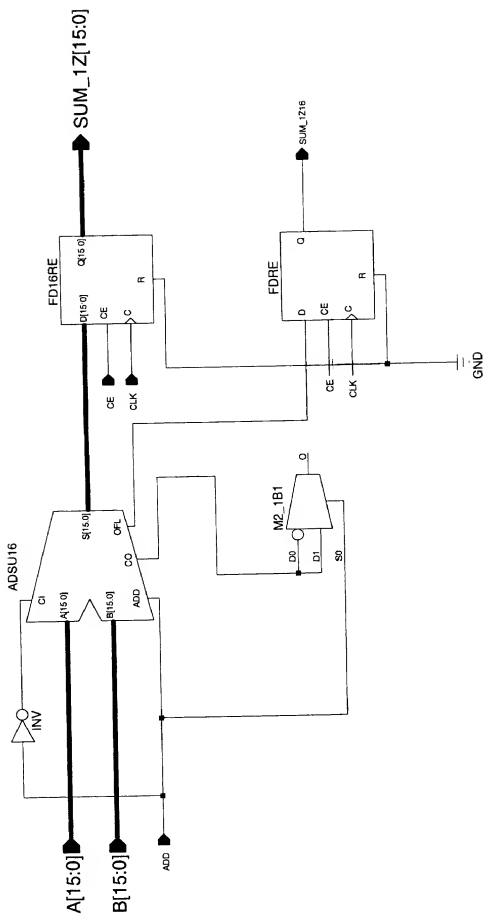 ADSU16
INV
CI
A[15:0]
A[15:0]
B[15:0]
B[15:0]
ADD
ADD
S[15:0]
OFL
CO
FD16RE
D[15:0]
Q[15:0]
SUM_1Z[15:0]
CE
CE
CLK
C
R
FDRE
D
Q
SUM_1Z16
CE
CE
CLK
C
R
GND
M2_1B1
D0
D1
S0
O